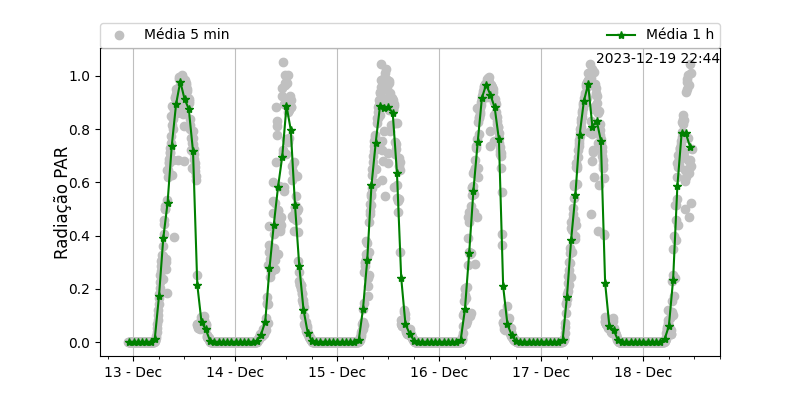 Média 5 min
Média 1 h
2023-12-19 22:44
Radiação PAR
1.0
0.8
0.6
0.4
0.2
0.0
13 - Dec
14 - Dec
15 - Dec
16 - Dec
17 - Dec
18 - Dec